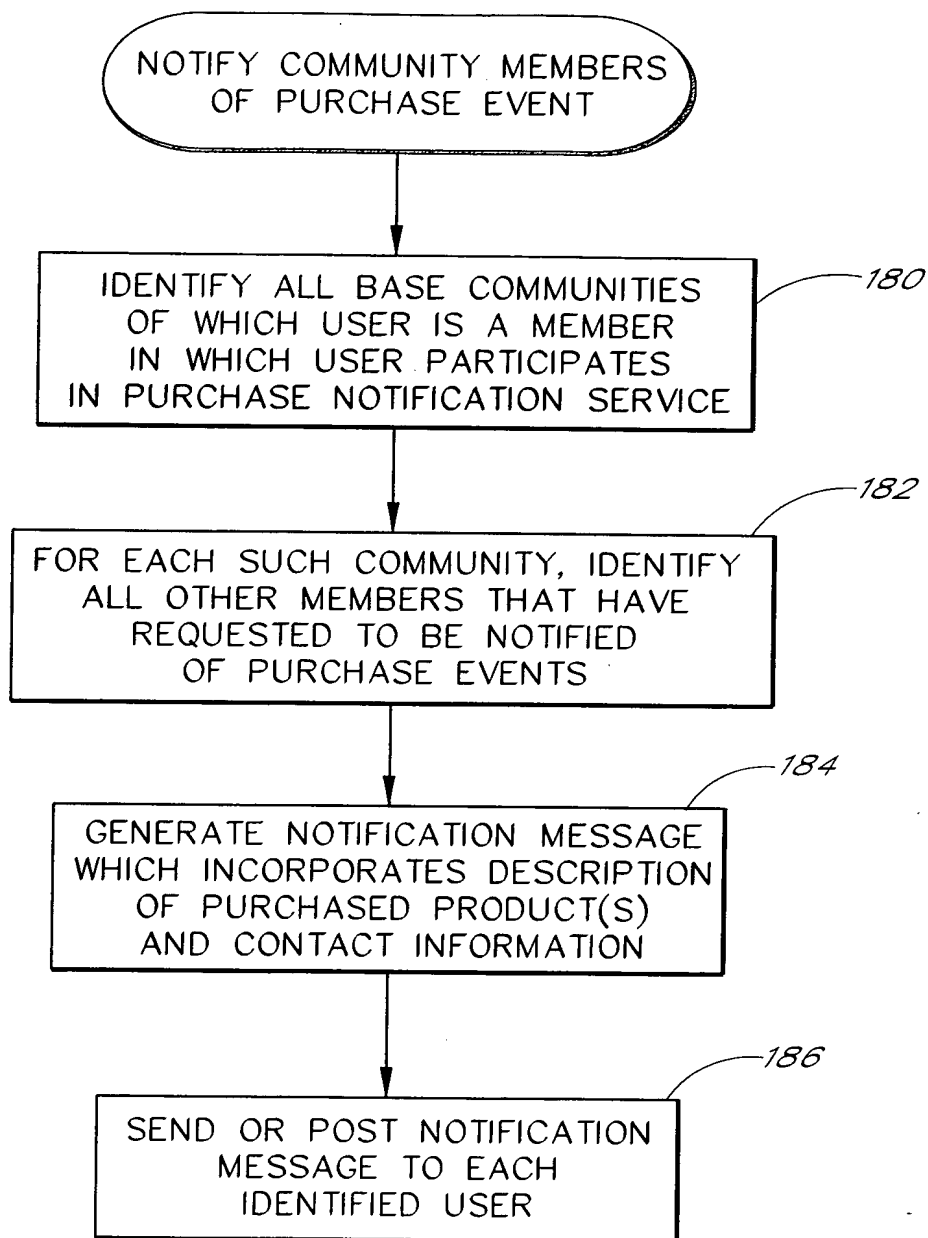 NOTIFY COMMUNITY MEMBERS
OF PURCHASE EVENT
IDENTIFY ALL BASE COMMUNITIES
OF WHICH USER IS A MEMBER
IN WHICH USER PARTICIPATES
IN PURCHASE NOTIFICATION SERVICE
180
FOR EACH SUCH COMMUNITY, IDENTIFY
ALL OTHER MEMBERS THAT HAVE
REQUESTED TO BE NOTIFIED
OF PURCHASE EVENTS
182
GENERATE NOTIFICATION MESSAGE
WHICH INCORPORATES DESCRIPTION
OF PURCHASED PRODUCT(S)
AND CONTACT INFORMATION
184
SEND OR POST NOTIFICATION
MESSAGE TO EACH
IDENTIFIED USER
186